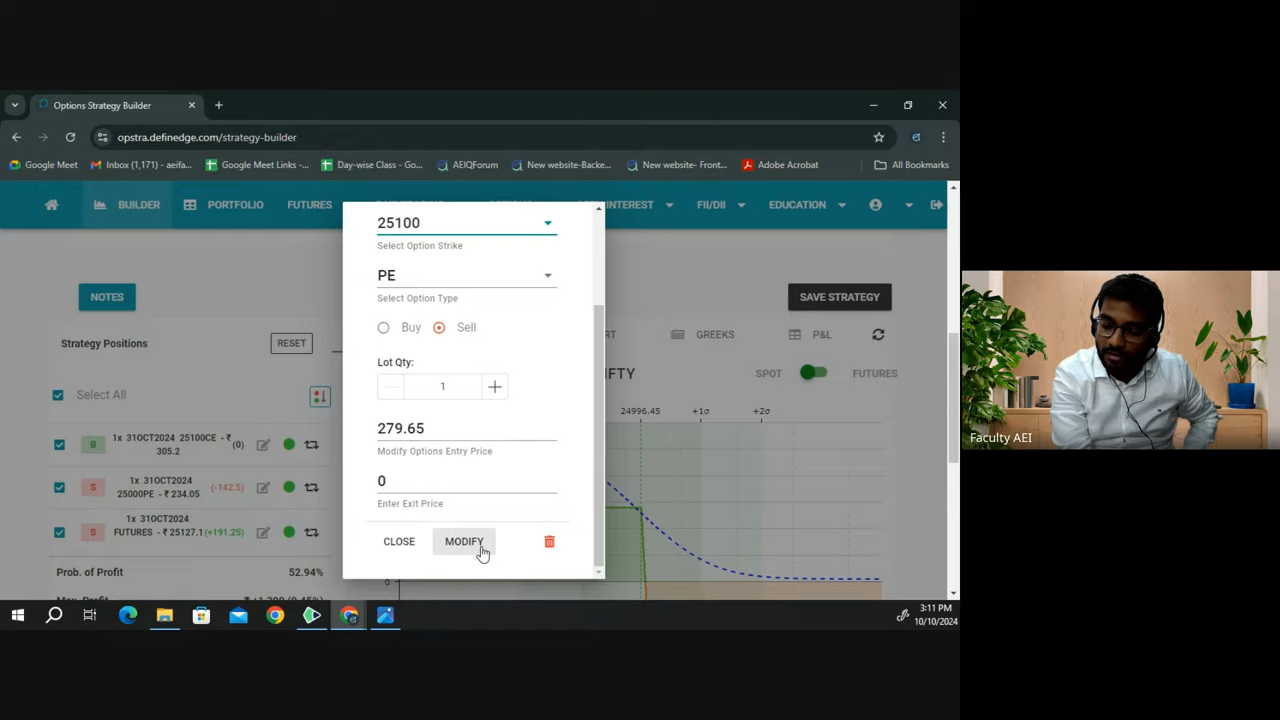 Options Strategy Builder
opstra.definedge.com/strategy-builder
Google Meet
Inbox (1,171) - aeifa...
Google Meet Links -...
Day-wise Class - Go...
AEIQForum
New website-Backe...
New website- Front...
Adobe Acrobat
All Bookmarks
BUILDER
PORTFOLIO
FUTURES
INTEREST
FII/DII
EDUCATION
NOTES
SAVE STRATEGY
Strategy Positions
RESET
Select All
B
1x 31OCT2024 25100CE - ₹
305.2
(0)
S
1x 31OCT2024
25000PE - ₹ 234.05
(-142.5)
S
1x 31OCT2024
FUTURES - ₹ 25127.1
(+191.25)
Prob. of Profit
52.94%
25100
Select Option Strike
PE
Select Option Type
Buy
Sell
Lot Qty:
1
279.65
Modify Options Entry Price
0
Enter Exit Price
CLOSE
MODIFY
RT
GREEKS
P&L
IFTY
SPOT
FUTURES
24996.45
+1σ
+2σ
0
3:11 PM
10/10/2024
Faculty AEI